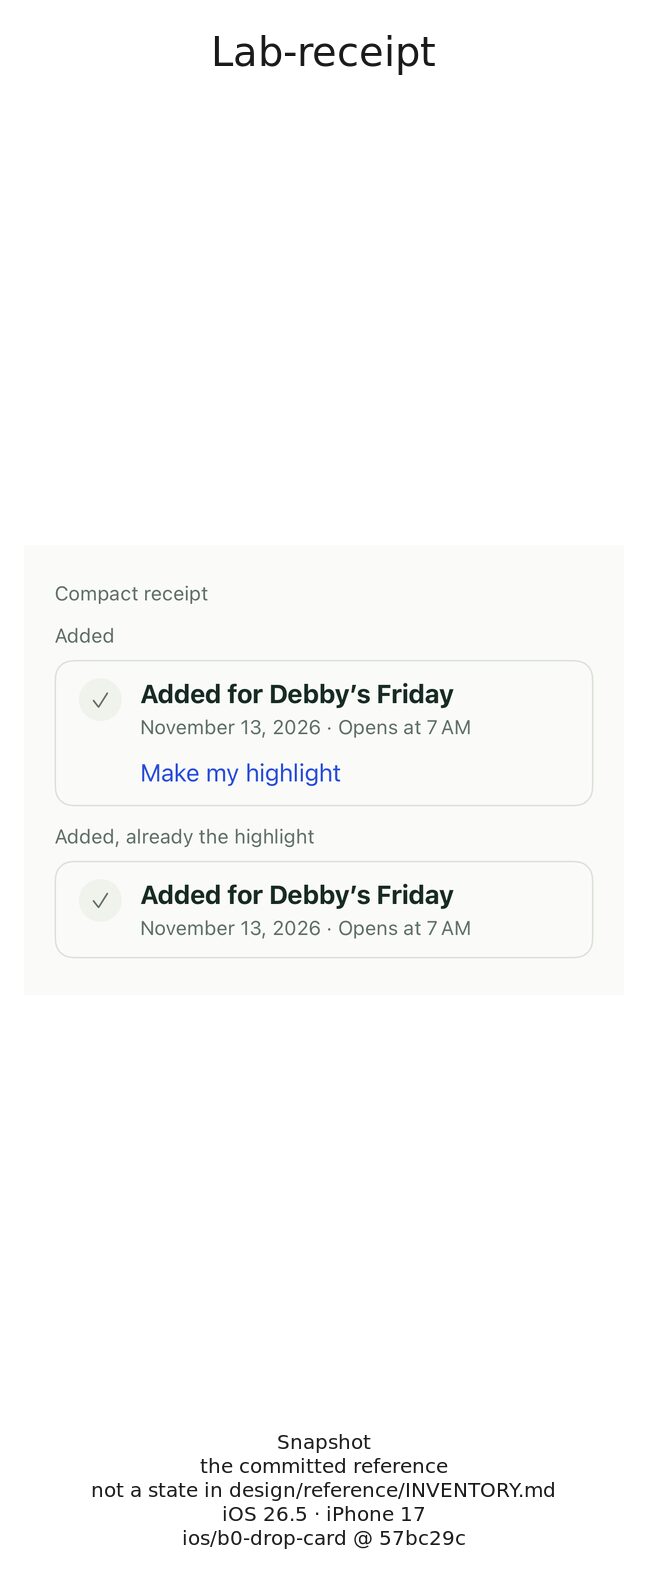 Lab-receipt
Compact receipt
Added
Added for Debby’s Friday
November 13, 2026 · Opens at 7 AM
Make my highlight
Added, already the highlight
Added for Debby’s Friday
November 13, 2026 · Opens at 7 AM
Snapshot
the committed reference
not a state in design/reference/INVENTORY.md
iOS 26.5 · iPhone 17
ios/b0-drop-card @ 57bc29c